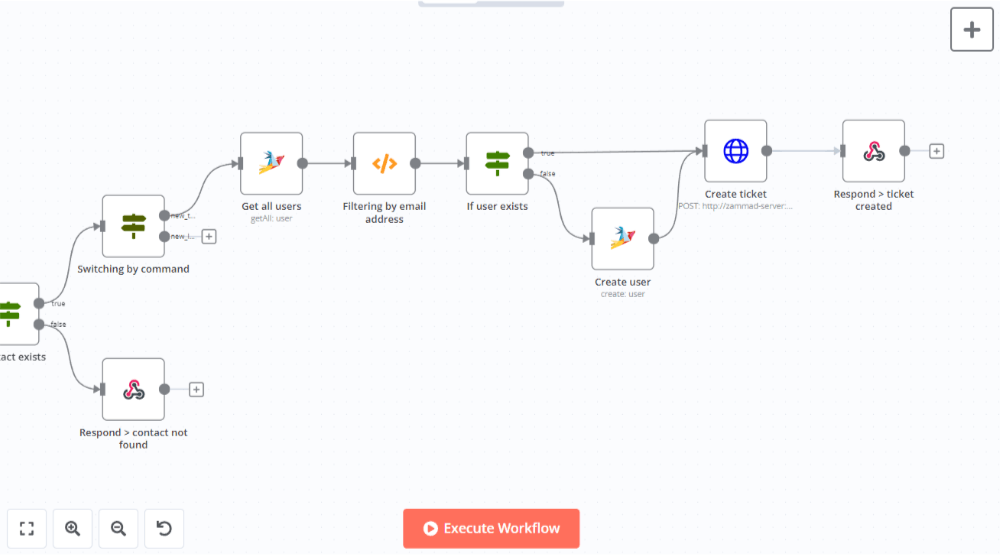 true
false
Get all users
getAll: user
Filtering by email
address
If user exists
true
false
Create ticket
POST: http://zammad-server:...
Respond > ticket
created
new_t...
new_i...
Switching by command
Create user
create: user
act exists
Respond > contact not
found
Execute Workflow